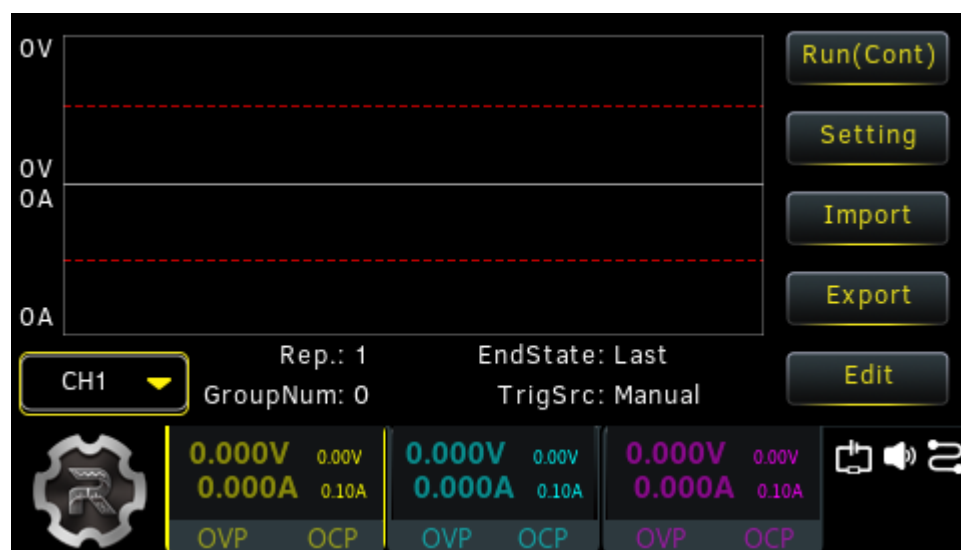 0V
Run(Cont)
Setting
0V
0A
Import
Export
0A
Rep.: 1 EndState: Last
CH1
Edit
GroupNum: 0 TrigSrc: Manual
0.000V 0.00V 0.000V 0.00V 0.000V 0.00V
0.000A 0.10A 0.000A 0.10A 0.000A 0.10A
OVP OCP OVP OCP OVP OCP